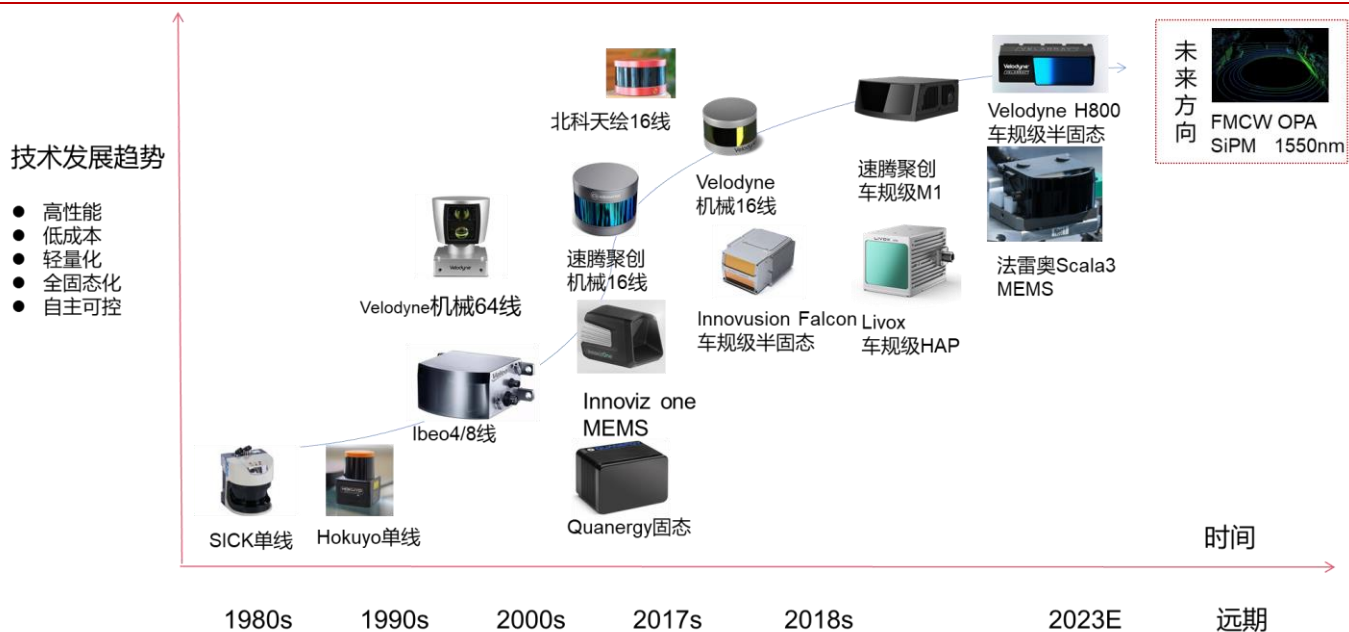 技术发展趋势
● 高性能
● 低成本
● 轻量化
● 全固态化
● 自主可控
SICK单线
Hokuyo单线
Ibeo4/8线
Velodyne
Velodyne机械64线
北科天绘16线
速腾聚创
机械16线
Innoviz one
MEMS
Quanergy固态
Velodyne
Velodyne
机械16线
Innovusion Falcon
车规级半固态
速腾聚创
车规级M1
LIVOX
Livox
车规级HAP
Velodyne
Velodyne H800
车规级半固态
法雷奥Scala3
MEMS
未来方向
FMCW OPA
SiPM 1550nm
时间
1980s
1990s
2000s
2017s
2018s
2023E
远期